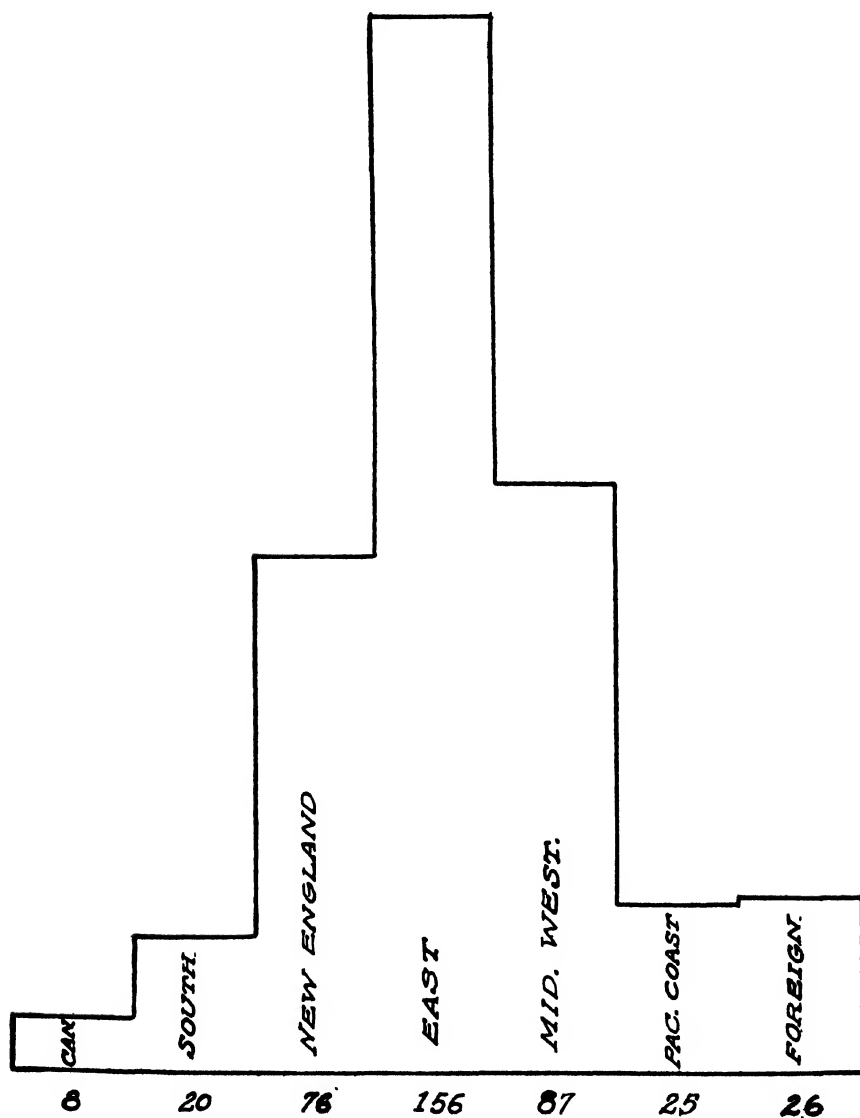 CAN
SOUTH.
NEW ENGLAND
EAST
MID. WEST.
PAC. COAST
FOREIGN.
8 20 76 156 87 25 26